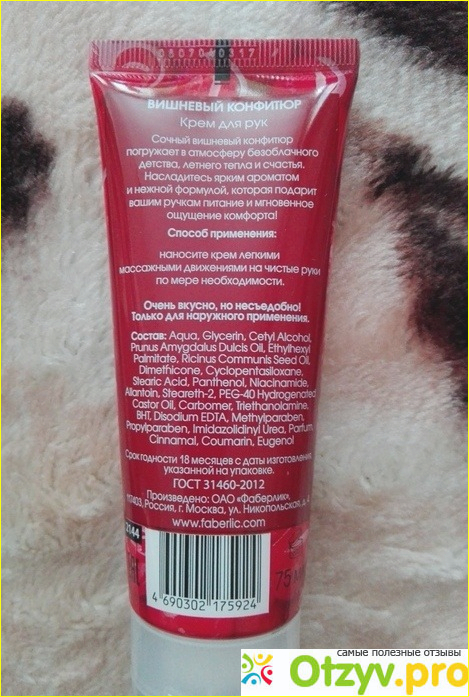 08070 0317
ВИШНЕВЫЙ КОНФИТЮР
Крем для рук
Сочный вишневый конфитюр
погружает в атмосферу безоблачного
детства, летнего тепла и счастья.
Насладитесь ярким ароматом
и нежной формулой, которая подарит
вашим ручкам питание и мгновенное
ощущение комфорта!
Способ применения:
наносите крем легкими
массажными движениями на чистые руки
по мере необходимости.
Очень вкусно, но несъедобно!
Только для наружного применения.
Состав: Aqua, Glycerin, Cetyl Alcohol,
Prunus Amygdalus Dulcis Oil, Ethylhexyl
Palmitate, Ricinus Communis Seed Oil,
Dimethicone, Cyclopentasiloxane,
Stearic Acid, Panthenol, Niacinamide,
Allantoin, Steareth-2, PEG-40 Hydrogenated
Castor Oil, Carbomer, Triethanolamine,
BHT, Disodium EDTA, Methylparaben,
Propylparaben, Imidazolidinyl Urea, Parfum,
Cinnamal, Coumarin, Eugenol
Срок годности 18 месяцев с даты изготовления,
указанной на упаковке.
ГОСТ 31460-2012
Произведено: ОАО «Фаберлик»,
Россия, г. Москва, ул. Никопольская, д. 4
www.faberlic.com
2144
75
4 690302 175924
самые полезные отзывы
Otzyv.pro